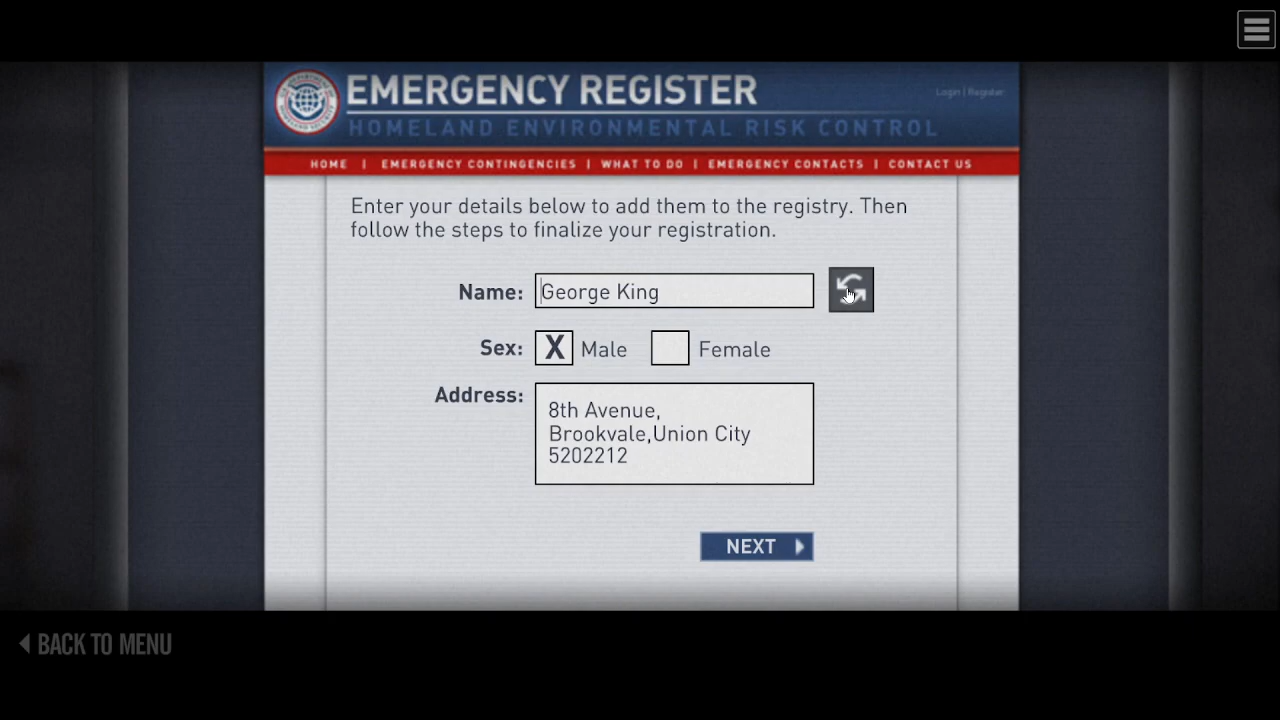 EMERGENCY REGISTER
Login | Register
HOMELAND ENVIRONMENTAL RISK CONTROL
HOME | EMERGENCY CONTINGENCIES | WHAT TO DO | EMERGENCY CONTACTS | CONTACT US
Enter your details below to add them to the registry. Then
follow the steps to finalize your registration.
Name: George King
Sex: X Male Female
Address: 8th Avenue,
Brookvale,Union City
5202212
NEXT
BACK TO MENU